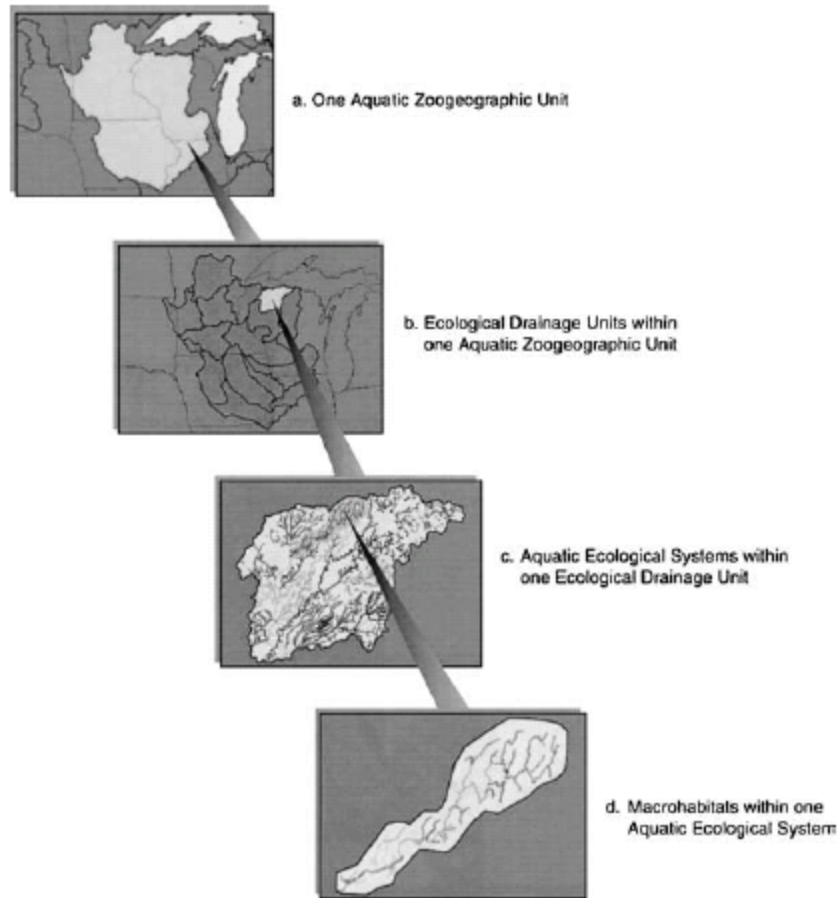 a. One Aquatic Zoogeographic Unit
b. Ecological Drainage Units within
one Aquatic Zoogeographic Unit
c. Aquatic Ecological Systems within
one Ecological Drainage Unit
d. Macrohabitats within one
Aquatic Ecological System